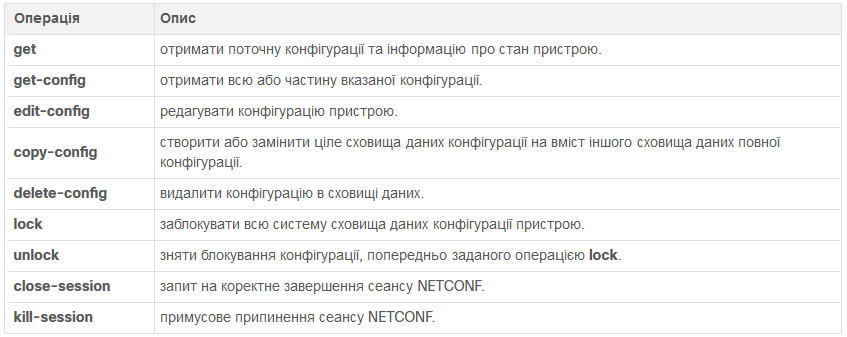 Операція Опис
get отримати поточну конфігурації та інформацію про стан пристрою.
get-config отримати всю або частину вказаної конфігурації.
edit-config редагувати конфігурацію пристрою.
copy-config створити або замінити ціле сховища даних конфігурації на вміст іншого сховища даних повної
конфігурації.
delete-config видалити конфігурацію в сховищі даних.
lock заблокувати всю систему сховища даних конфігурації пристрою.
unlock зняти блокування конфігурації, попередньо заданого операцією lock.
close-session запит на коректне завершення сеансу NETCONF.
kill-session примусове припинення сеансу NETCONF.